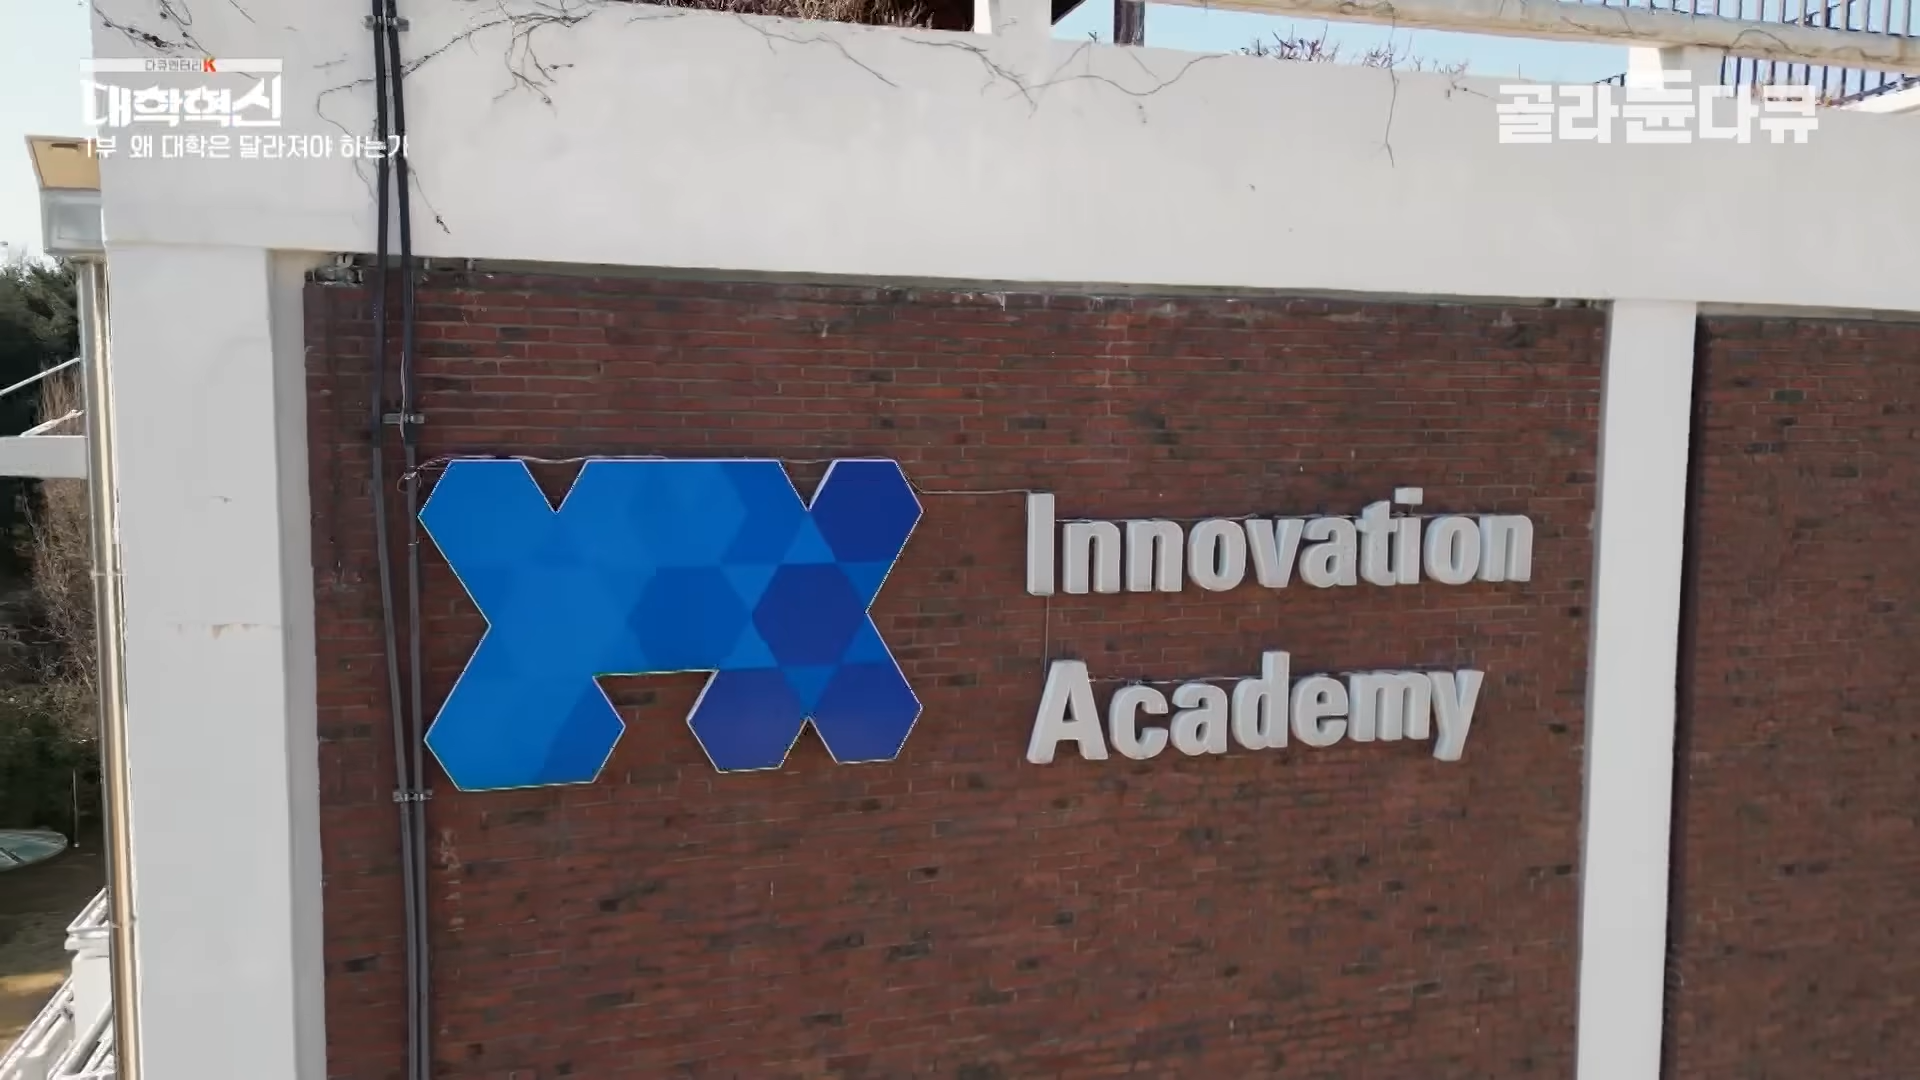 다큐멘터리K
대학혁신
1부 왜 대학은 달라져야 하는가
골라듄다큐
Innovation
Academy